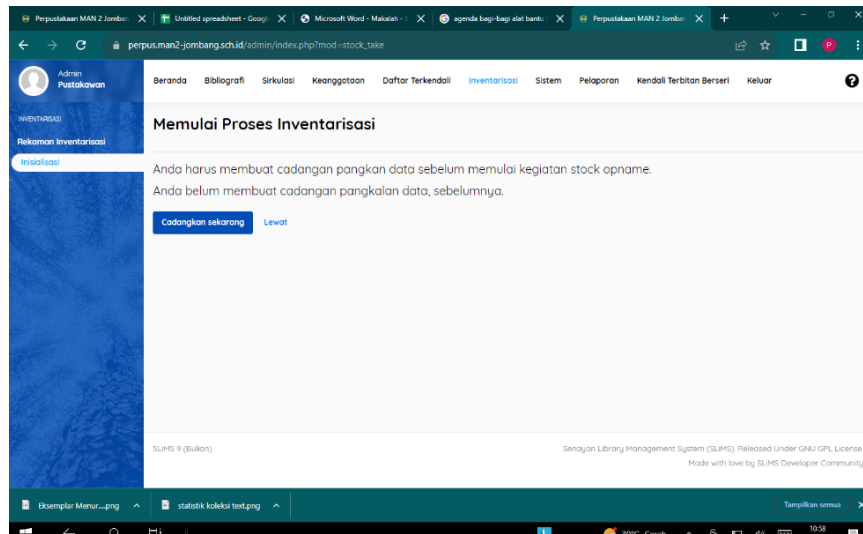 Perpustakaan MAN 2 Jomban
Untitled spreadsheet - Googl
Microsoft Word - Makalah -
agenda bagi-bagi alat bantu
Perpustakaan MAN 2 Jomba
perpus.man2-jombang.sch.id/admin/index.php?mod=stock_take
P
Admin
Pustakawan
Beranda Bibliografi Sirkulasi Keanggotaan Daftar Terkendali Inventarisasi Sistem Pelaporan Kendali Terbitan Berseri Keluar
INVENTARISASI
Rekaman Inventarisasi
Inisialisasi
Memulai Proses Inventarisasi
Anda harus membuat cadangan pangkan data sebelum memulai kegiatan stock opname.
Anda belum membuat cadangan pangkalan data, sebelumnya.
Cadangkan sekarang Lewat
SLiMS 9 (Bulian)
Senayan Library Management System (SLiMS). Released Under GNU GPL License.
Made with love by SLiMS Developer Community
Eksemplar Menur....png
statistik koleksi text.png
Tampilkan semua
30°C Cerah
10:58